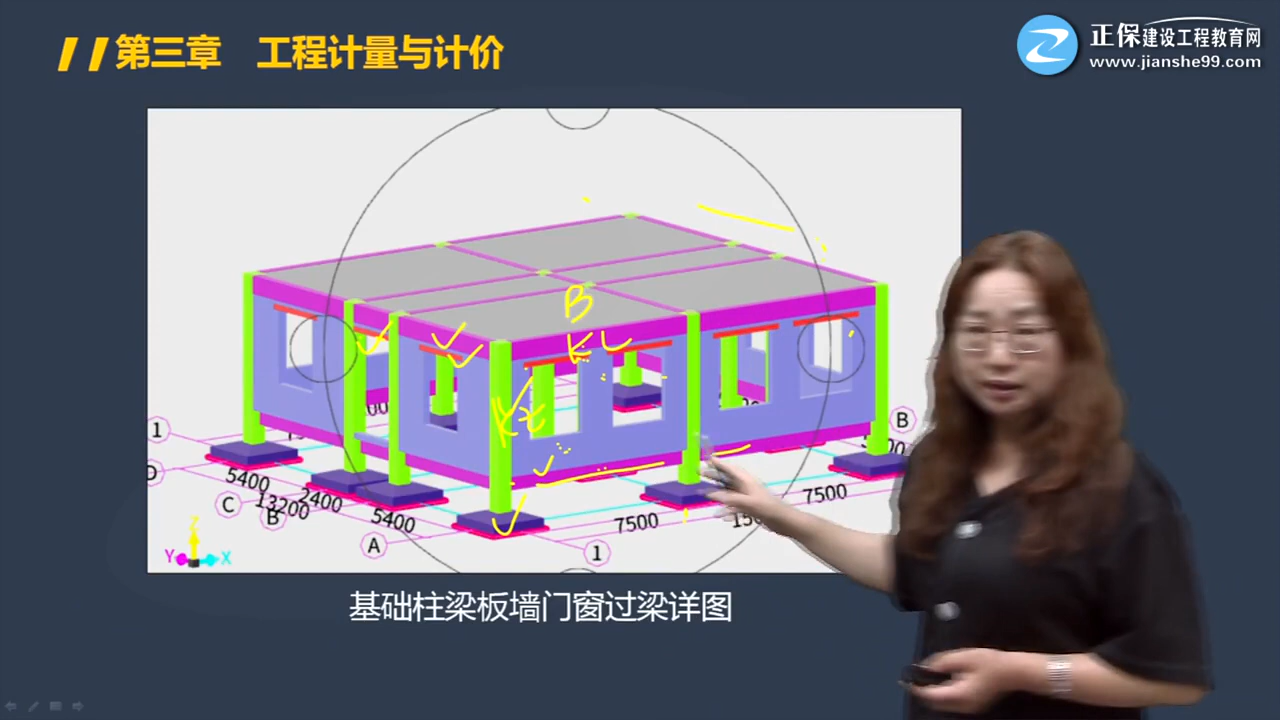 第三章 工程计量与计价
正保建设工程教育网
www.jianshe99.com
B
KL
KZ
1
D
5400
C
13200
B
2400
5400
A
7500
1
7500
B
Z
Y
X
基础柱梁板墙门窗过梁详图